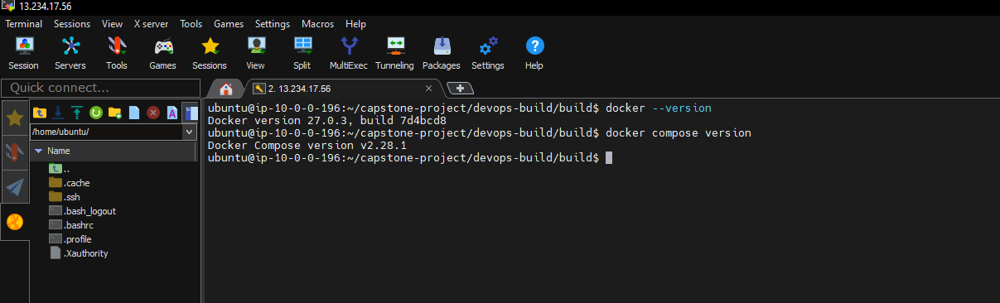 13.234.17.56
Terminal Sessions View X server Tools Games Settings Macros Help
Session Servers Tools Games Sessions View Split MultiExec Tunneling Packages Settings Help
Quick connect...
2. 13.234.17.56
/home/ubuntu/
Name
..
.cache
.ssh
.bash_logout
.bashrc
.profile
.Xauthority
ubuntu@ip-10-0-0-196:~/capstone-project/devops-build/build$ docker --version
Docker version 27.0.3, build 7d4bcd8
ubuntu@ip-10-0-0-196:~/capstone-project/devops-build/build$ docker compose version
Docker Compose version v2.28.1
ubuntu@ip-10-0-0-196:~/capstone-project/devops-build/build$